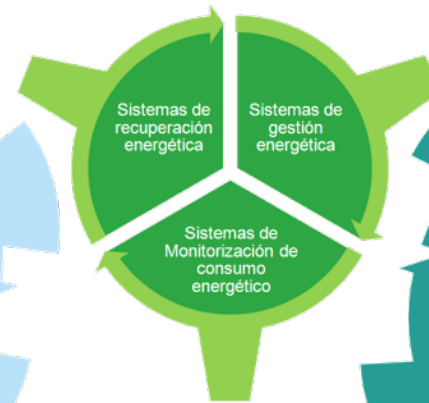 Sistemas de
recuperación
energética
Sistemas de
gestión
energética
Sistemas de
Monitorización de
consumo
energético